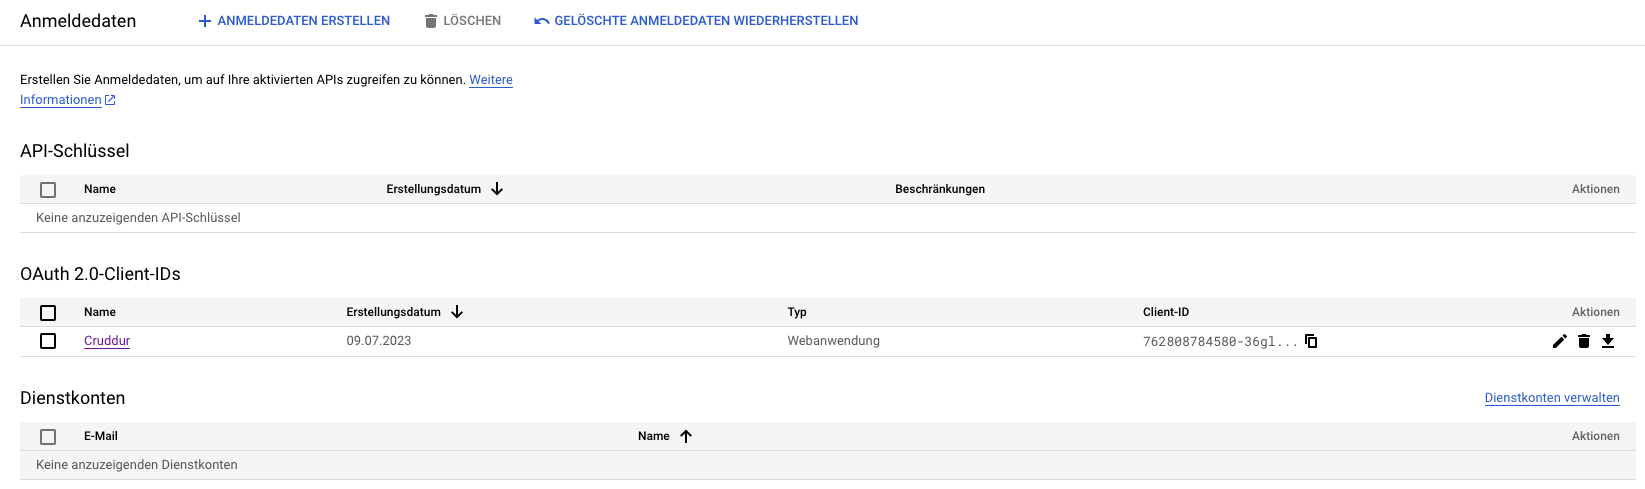 Anmeldedaten ANMELDEDATEN ERSTELLEN LÖSCHEN GELÖSCHTE ANMELDEDATEN WIEDERHERSTELLEN
Erstellen Sie Anmeldedaten, um auf Ihre aktivierten APIs zugreifen zu können. Weitere
Informationen
API-Schlüssel
Name Erstellungsdatum Beschränkungen Aktionen
Keine anzuzeigenden API-Schlüssel
OAuth 2.0-Client-IDs
Name Erstellungsdatum Typ Client-ID Aktionen
Cruddur 09.07.2023 Webanwendung 762808784580-36gl...
Dienstkonten Dienstkonten verwalten
E-Mail Name Aktionen
Keine anzuzeigenden Dienstkonten